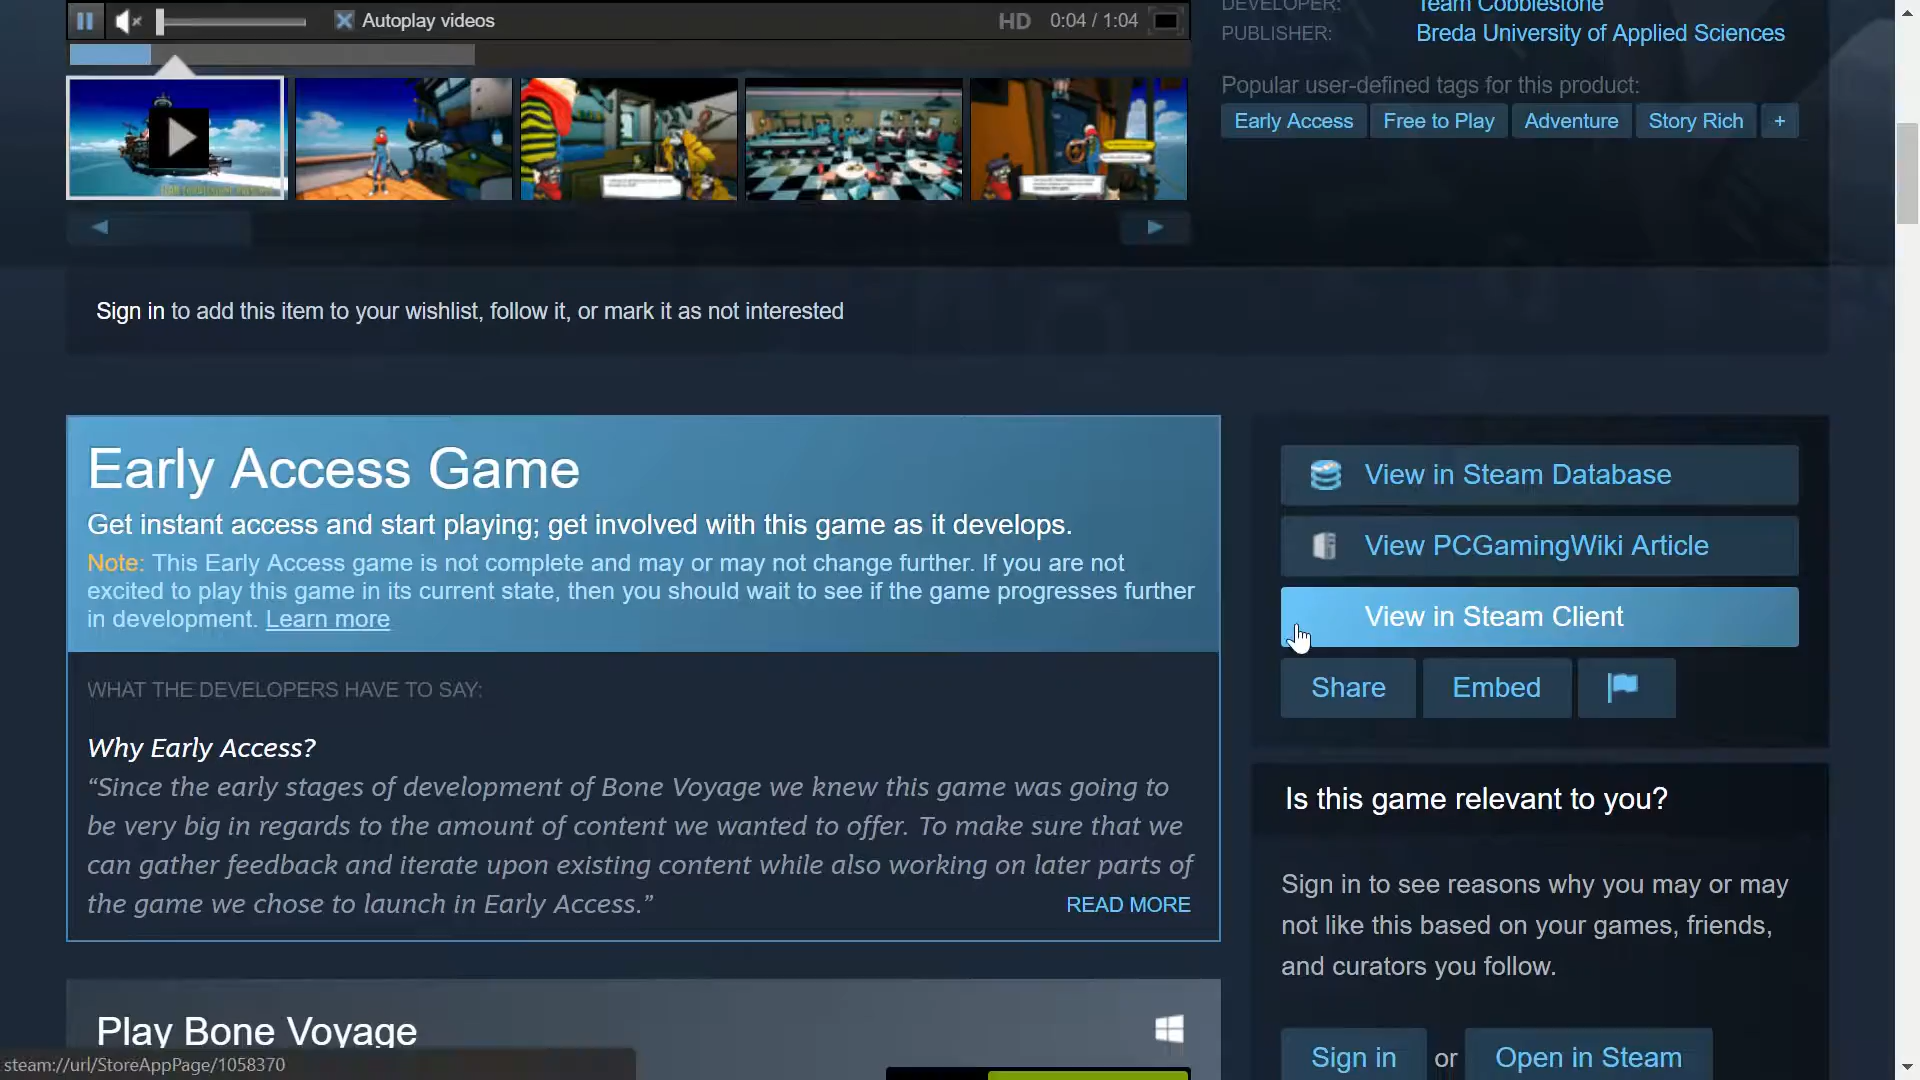 Autoplay videos
HD
0:04 / 1:04
DEVELOPER:
Team Cobblestone
PUBLISHER:
Breda University of Applied Sciences
Popular user-defined tags for this product:
Early Access
Free to Play
Adventure
Story Rich
+
Sign in to add this item to your wishlist, follow it, or mark it as not interested
Early Access Game
Get instant access and start playing; get involved with this game as it develops.
Note: This Early Access game is not complete and may or may not change further. If you are not
excited to play this game in its current state, then you should wait to see if the game progresses further
in development. Learn more
WHAT THE DEVELOPERS HAVE TO SAY:
Why Early Access?
“Since the early stages of development of Bone Voyage we knew this game was going to
be very big in regards to the amount of content we wanted to offer. To make sure that we
can gather feedback and iterate upon existing content while also working on later parts of
the game we chose to launch in Early Access.”
READ MORE
Play Bone Voyage
View in Steam Database
View PCGamingWiki Article
View in Steam Client
Share
Embed
Is this game relevant to you?
Sign in to see reasons why you may or may
not like this based on your games, friends,
and curators you follow.
Sign in or Open in Steam
steam://url/StoreAppPage/1058370